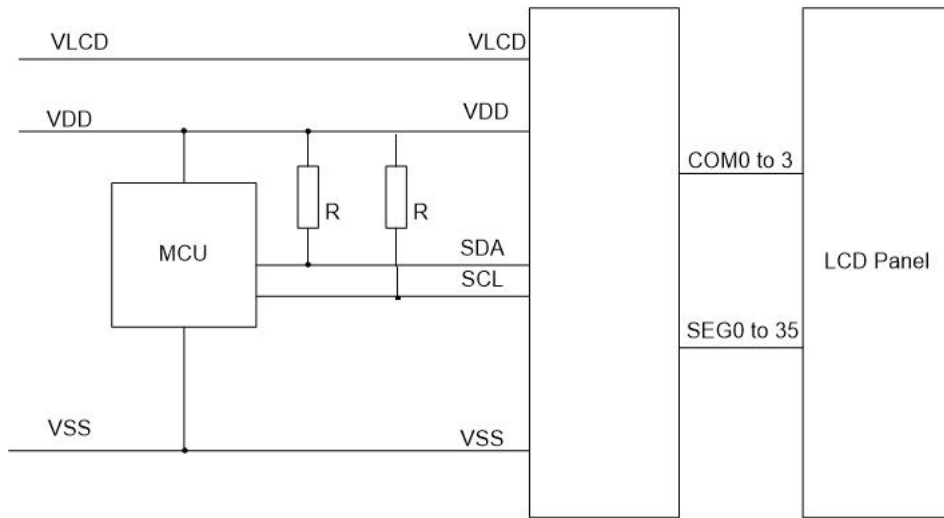 VLCD
VLCD
VDD
VDD
COM0 to 3
R
R
MCU
SDA
LCD Panel
SCL
SEG0 to 35
VSS
VSS